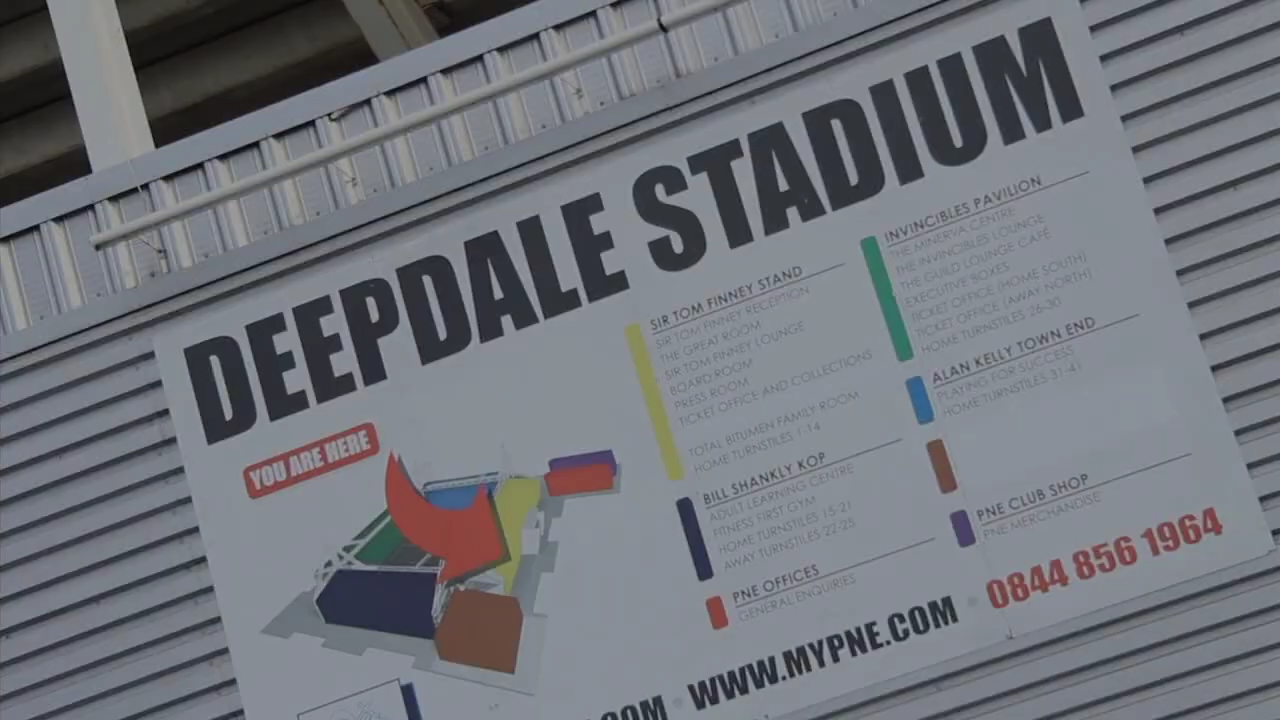 DEEPDALE STADIUM
YOU ARE HERE
SIR TOM FINNEY STAND
SIR TOM FINNEY RECEPTION
THE GREAT ROOM
SIR TOM FINNEY LOUNGE
BOARD ROOM
PRESS ROOM
TICKET OFFICE AND COLLECTIONS
TOTAL BITUMEN FAMILY ROOM
HOME TURNSTILES 1-14
BILL SHANKLY KOP
ADULT LEARNING CENTRE
FITNESS FIRST GYM
HOME TURNSTILES 15-21
AWAY TURNSTILES 22-25
PNE OFFICES
GENERAL ENQUIRIES
INVINCIBLES PAVILION
THE MINERVA CENTRE
THE INVINCIBLES LOUNGE
THE GUILD LOUNGE CAFÉ
EXECUTIVE BOXES
TICKET OFFICE (HOME SOUTH)
TICKET OFFICE (AWAY NORTH)
HOME TURNSTILES 26-30
ALAN KELLY TOWN END
PLAYING FOR SUCCESS
HOME TURNSTILES 31-41
PNE CLUB SHOP
PNE MERCHANDISE
.COM • WWW.MYPNE.COM • 0844 856 1964